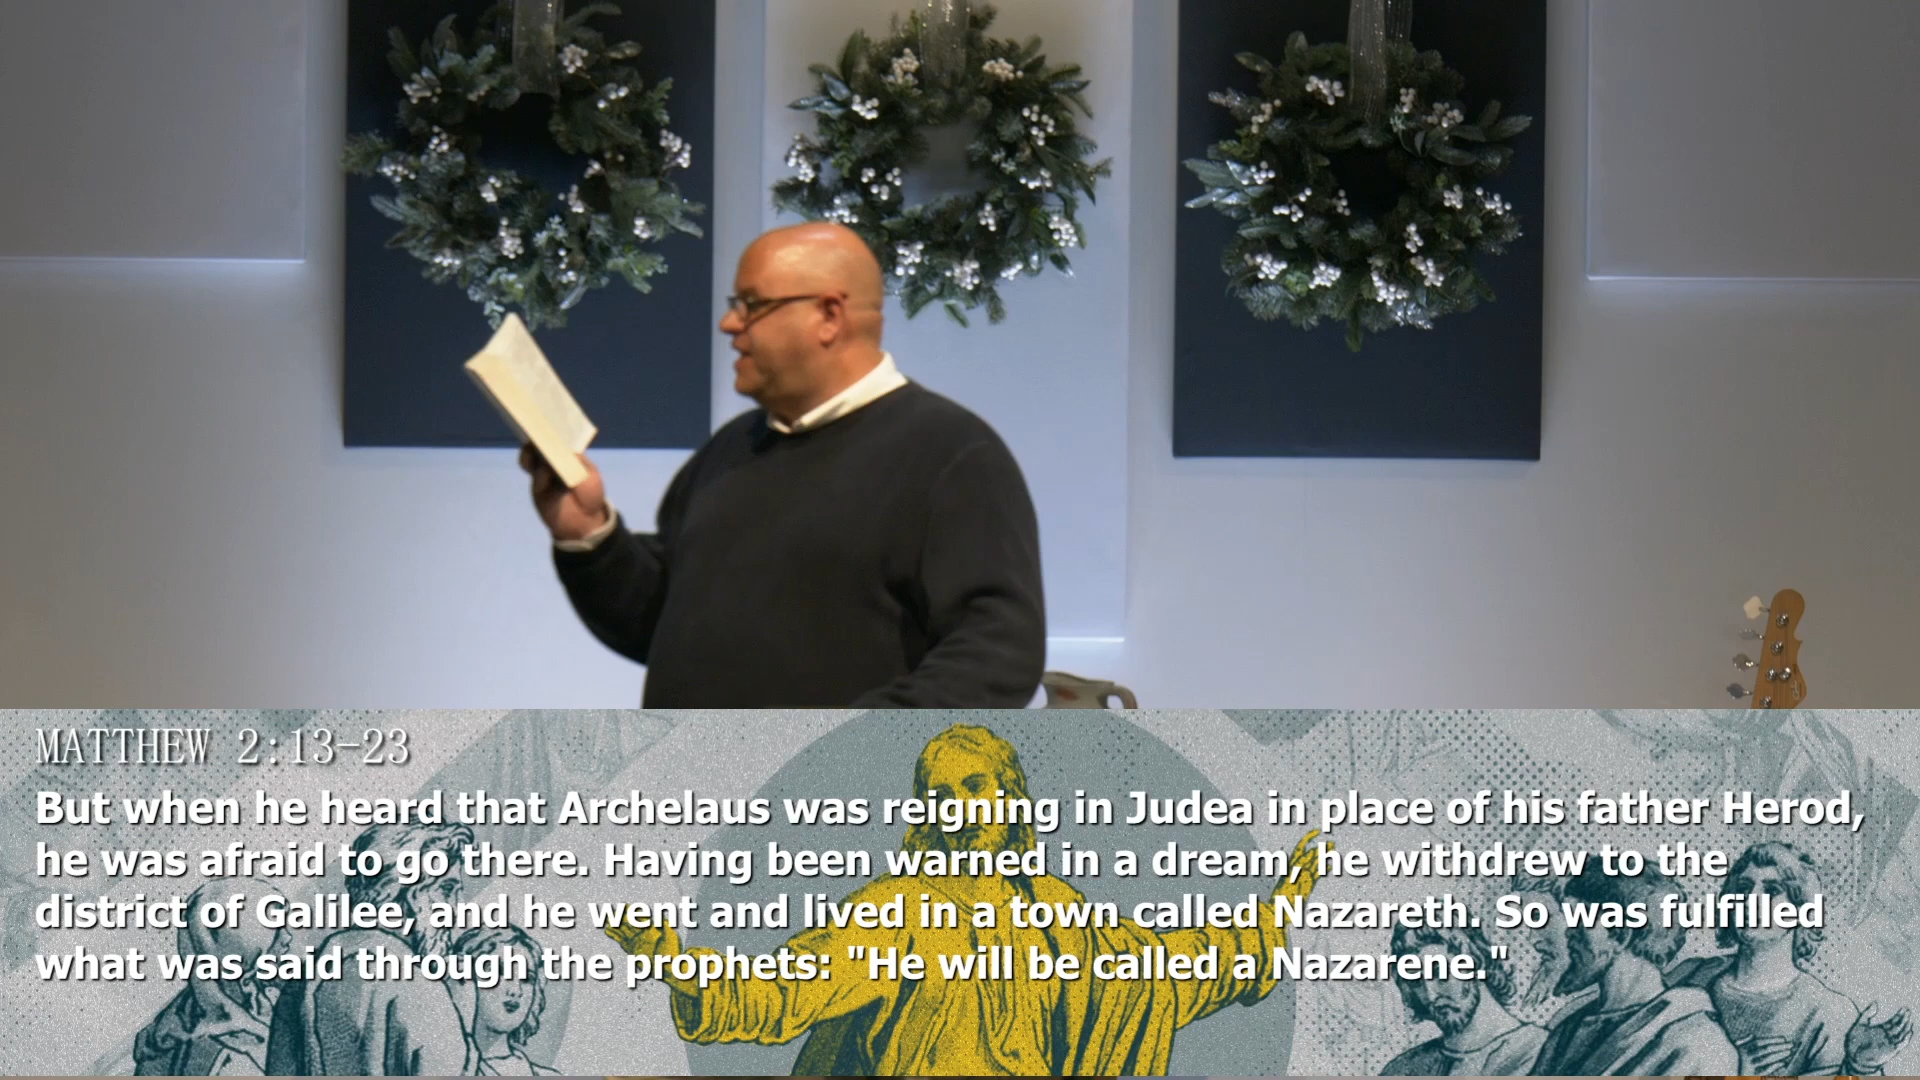 MATTHEW 2:13-23
But when he heard that Archelaus was reigning in Judea in place of his father Herod,
he was afraid to go there. Having been warned in a dream, he withdrew to the
district of Galilee, and he went and lived in a town called Nazareth. So was fulfilled
what was said through the prophets: "He will be called a Nazarene."